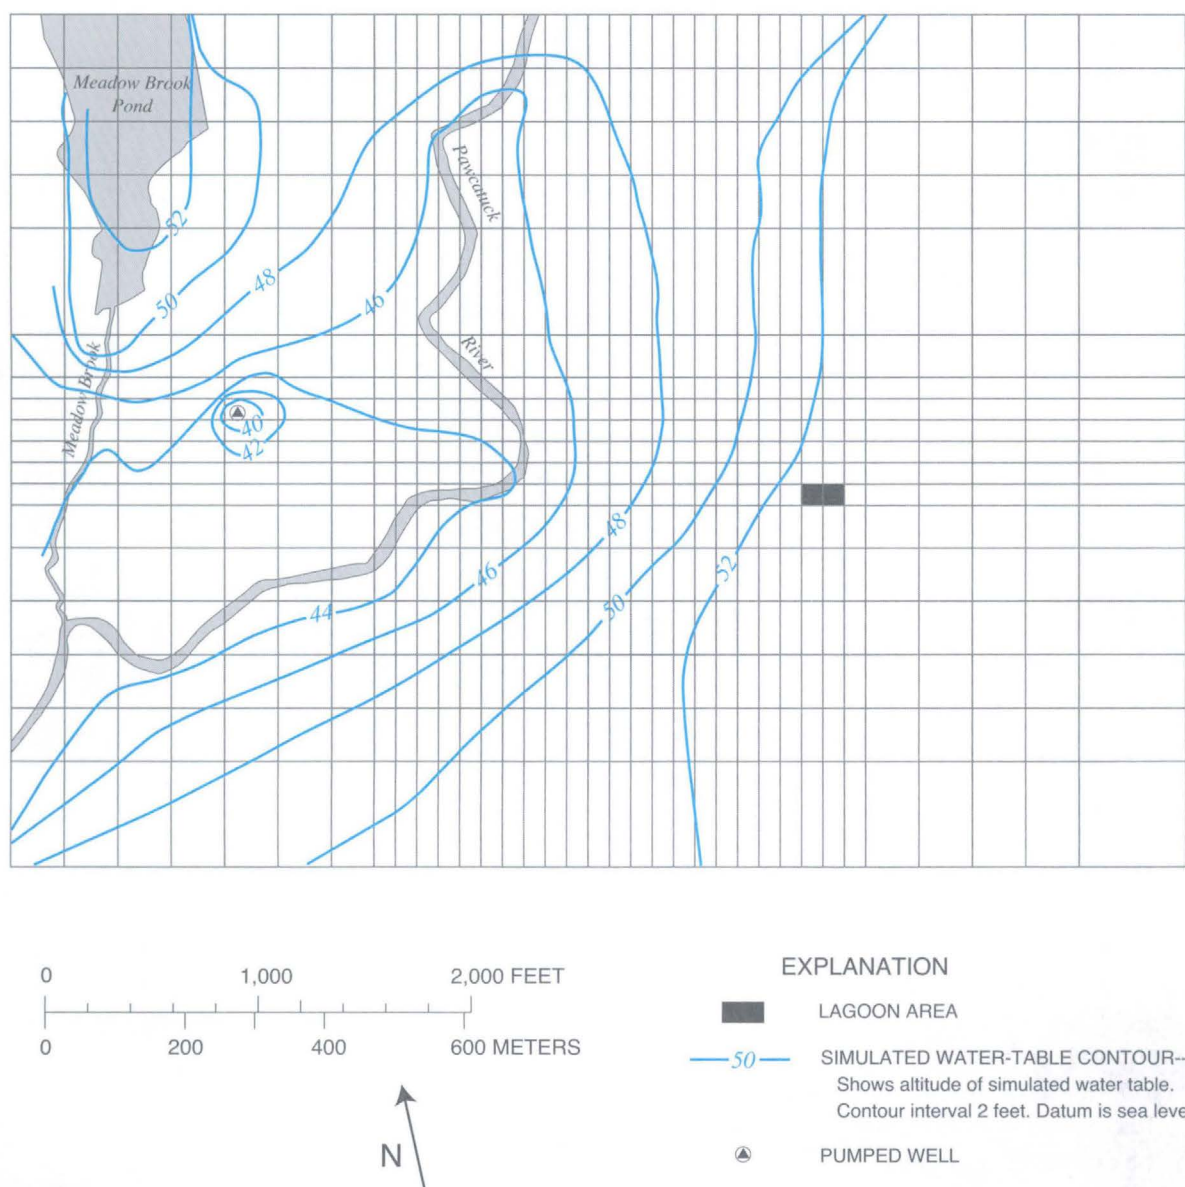 Meadow Brook
Pond
Pawcatuck
52
48
50
46
River
Meadow Brook
40
42
48
46
52
50
44
0 1,000 2,000 FEET
0 200 400 600 METERS
N
EXPLANATION
LAGOON AREA
50
SIMULATED WATER-TABLE CONTOUR--
Shows altitude of simulated water table.
Contour interval 2 feet. Datum is sea leve
PUMPED WELL